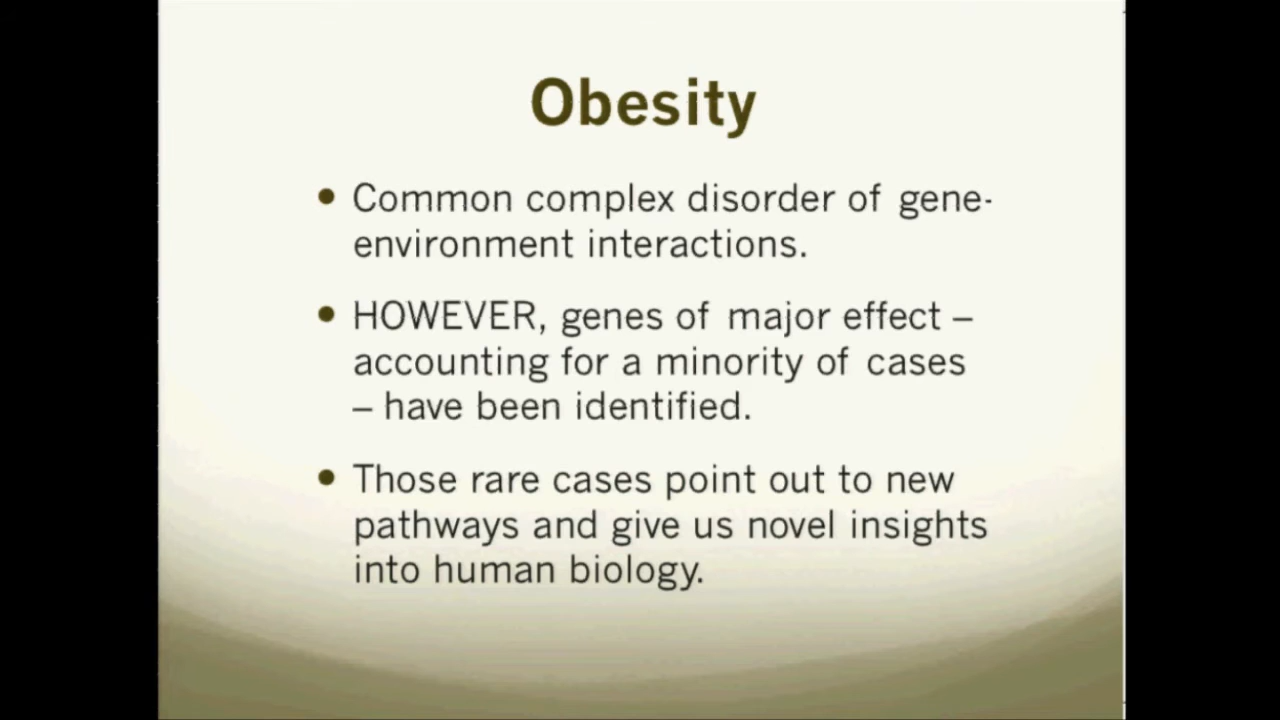 Obesity
• Common complex disorder of gene-
environment interactions.
• HOWEVER, genes of major effect –
accounting for a minority of cases
– have been identified.
• Those rare cases point out to new
pathways and give us novel insights
into human biology.